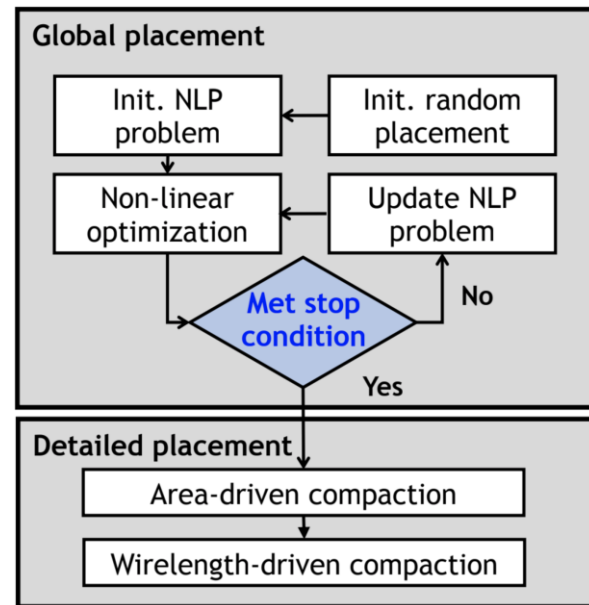 Global placement
Init. NLP
problem
Init. random
placement
Non-linear
optimization
Update NLP
problem
Met stop
condition
No
Yes
Detailed placement
Area-driven compaction
Wirelength-driven compaction